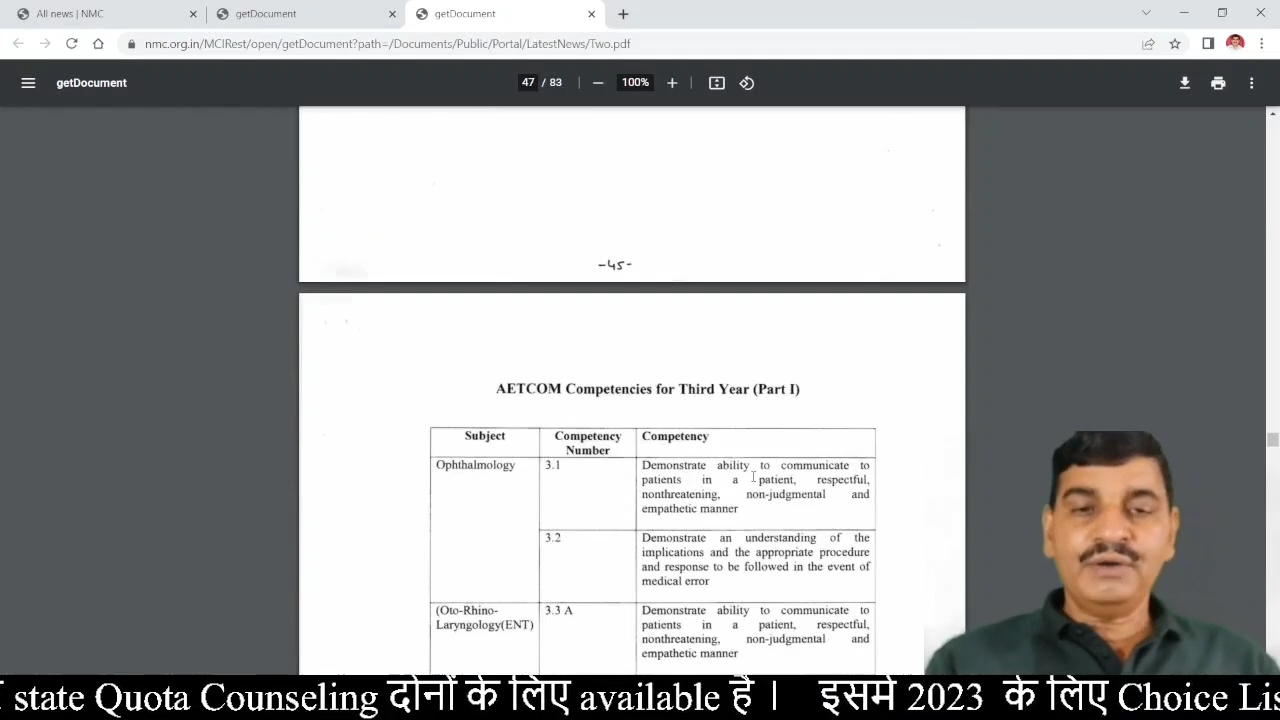 All news | NMC
getDocument
getDocument
nmc.org.in/MCIRest/open/getDocument?path=/Documents/Public/Portal/LatestNews/Two.pdf
getDocument
47 / 83
100%
-45-
AETCOM Competencies for Third Year (Part I)
Subject Competency Number Competency
Ophthalmology 3.1 Demonstrate ability to communicate to
patients in a patient, respectful,
nonthreatening, non-judgmental and
empathetic manner
3.2 Demonstrate an understanding of the
implications and the appropriate procedure
and response to be followed in the event of
medical error
(Oto-Rhino-
Laryngology(ENT)
3.3 A Demonstrate ability to communicate to
patients in a patient, respectful,
nonthreatening, non-judgmental and
empathetic manner
state Quota Counseling दोनों के लिए available है। इसमें 2023 के लिए Choice Lis